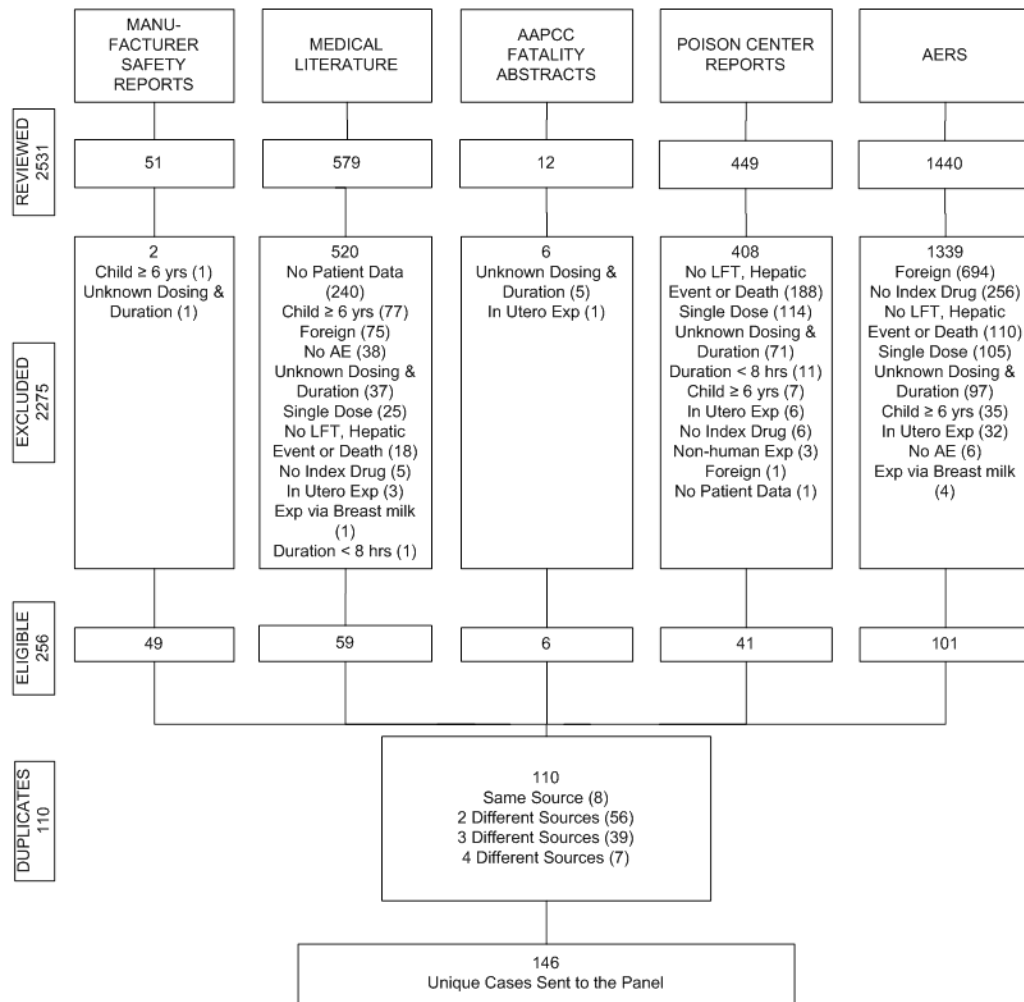 MANU-
FACTURER
SAFETY
REPORTS
MEDICAL
LITERATURE
AAPCC
FATALITY
ABSTRACTS
POISON CENTER
REPORTS
AERS
REVIEWED
2531
51
579
12
449
1440
EXCLUDED
2275
2
Child ≥ 6 yrs (1)
Unknown Dosing &
Duration (1)
520
No Patient Data
(240)
Child ≥ 6 yrs (77)
Foreign (75)
No AE (38)
Unknown Dosing &
Duration (37)
Single Dose (25)
No LFT, Hepatic
Event or Death (18)
No Index Drug (5)
In Utero Exp (3)
Exp via Breast milk
(1)
Duration < 8 hrs (1)
6
Unknown Dosing &
Duration (5)
In Utero Exp (1)
408
No LFT, Hepatic
Event or Death (188)
Single Dose (114)
Unknown Dosing &
Duration (71)
Duration < 8 hrs (11)
Child ≥ 6 yrs (7)
In Utero Exp (6)
No Index Drug (6)
Non-human Exp (3)
Foreign (1)
No Patient Data (1)
1339
Foreign (694)
No Index Drug (256)
No LFT, Hepatic
Event or Death (110)
Single Dose (105)
Unknown Dosing &
Duration (97)
Child ≥ 6 yrs (35)
In Utero Exp (32)
No AE (6)
Exp via Breast milk
(4)
ELIGIBLE
256
49
59
6
41
101
DUPLICATES
110
110
Same Source (8)
2 Different Sources (56)
3 Different Sources (39)
4 Different Sources (7)
146
Unique Cases Sent to the Panel